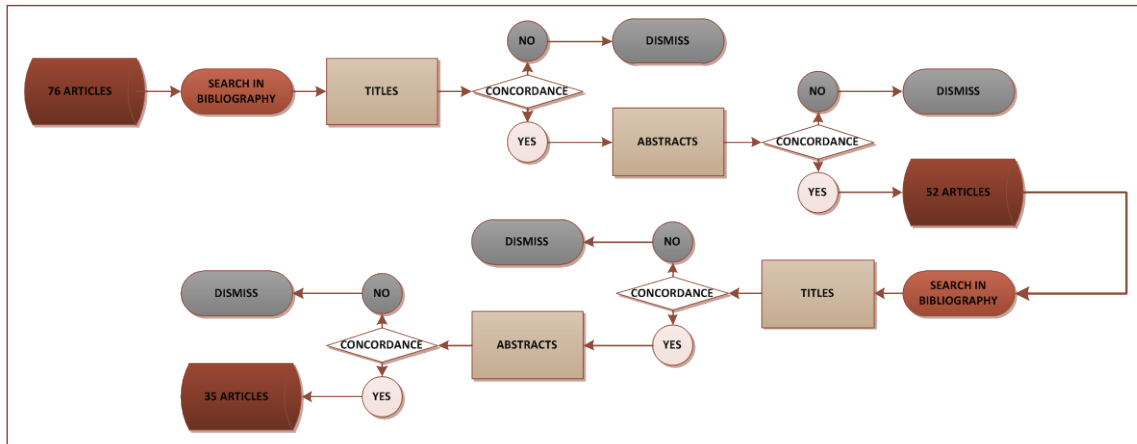 NO
DISMISS
76 ARTICLES
SEARCH IN
BIBLIOGRAPHY
TITLES
CONCORDANCE
YES
ABSTRACTS
NO
DISMISS
CONCORDANCE
YES
52 ARTICLES
SEARCH IN
BIBLIOGRAPHY
TITLES
CONCORDANCE
NO
DISMISS
YES
ABSTRACTS
CONCORDANCE
NO
DISMISS
YES
35 ARTICLES